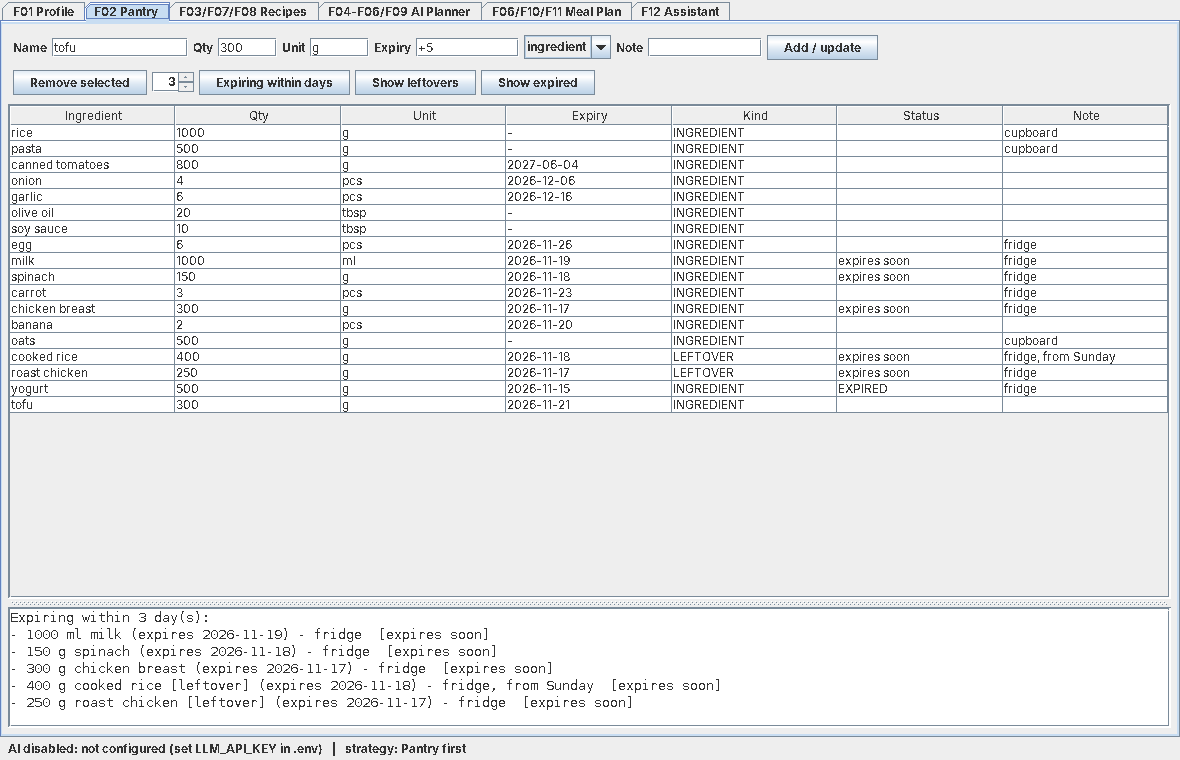 F01 Profile F02 Pantry F03/F07/F08 Recipes F04-F06/F09 AI Planner F06/F10/F11 Meal Plan F12 Assistant
Name tofu Qty 300 Unit g Expiry +5 ingredient Note Add / update
Remove selected 3 Expiring within days Show leftovers Show expired
Ingredient Qty Unit Expiry Kind Status Note
rice 1000 g - INGREDIENT cupboard
pasta 500 g - INGREDIENT cupboard
canned tomatoes 800 g 2027-06-04 INGREDIENT
onion 4 pcs 2026-12-06 INGREDIENT
garlic 6 pcs 2026-12-16 INGREDIENT
olive oil 20 tbsp - INGREDIENT
soy sauce 10 tbsp - INGREDIENT
egg 6 pcs 2026-11-26 INGREDIENT fridge
milk 1000 ml 2026-11-19 INGREDIENT expires soon fridge
spinach 150 g 2026-11-18 INGREDIENT expires soon fridge
carrot 3 pcs 2026-11-23 INGREDIENT fridge
chicken breast 300 g 2026-11-17 INGREDIENT expires soon fridge
banana 2 pcs 2026-11-20 INGREDIENT
oats 500 g - INGREDIENT cupboard
cooked rice 400 g 2026-11-18 LEFTOVER expires soon fridge, from Sunday
roast chicken 250 g 2026-11-17 LEFTOVER expires soon fridge
yogurt 500 g 2026-11-15 INGREDIENT EXPIRED fridge
tofu 300 g 2026-11-21 INGREDIENT
Expiring within 3 day(s):
- 1000 ml milk (expires 2026-11-19) - fridge [expires soon]
- 150 g spinach (expires 2026-11-18) - fridge [expires soon]
- 300 g chicken breast (expires 2026-11-17) - fridge [expires soon]
- 400 g cooked rice [leftover] (expires 2026-11-18) - fridge, from Sunday [expires soon]
- 250 g roast chicken [leftover] (expires 2026-11-17) - fridge [expires soon]
AI disabled: not configured (set LLM_API_KEY in .env) | strategy: Pantry first